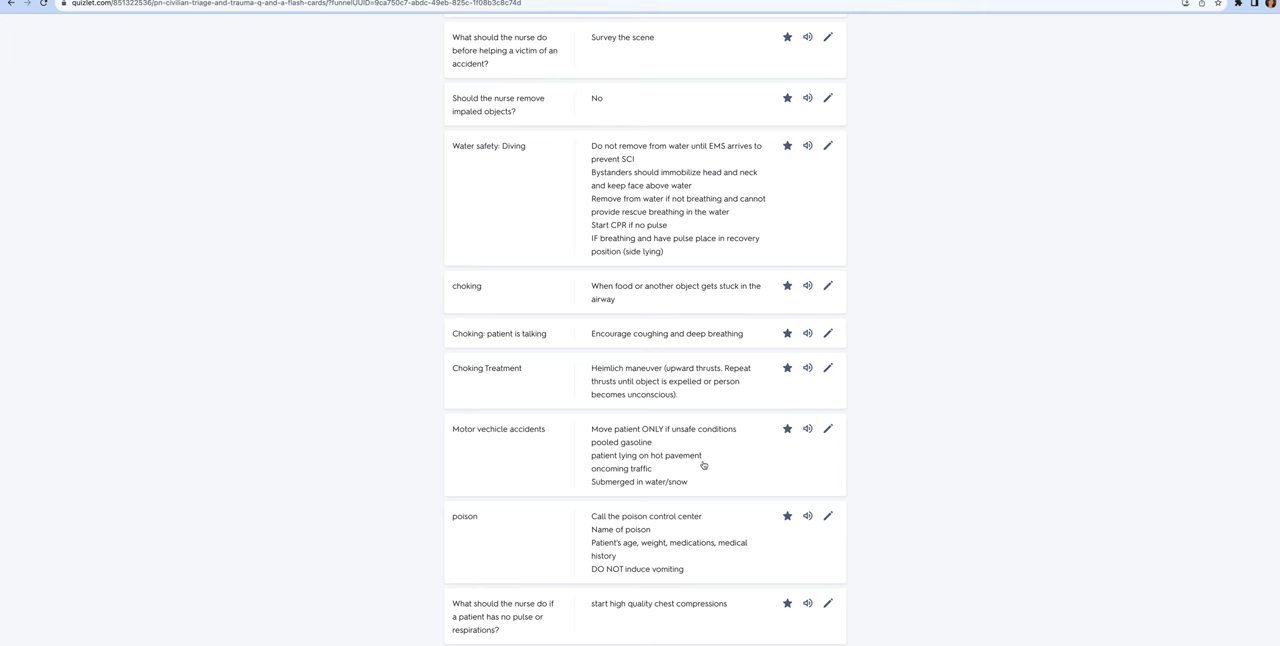 quizlet.com/851322536/pn-civilian-triage-and-trauma-q-and-a-flash-cards/?funnelUUID=9ca750c7-abdc-49eb-825c-1f08b3c8c74d
What should the nurse do
before helping a victim of an
accident?
Survey the scene
Should the nurse remove
impaled objects?
No
Water safety: Diving
Do not remove from water until EMS arrives to
prevent SCI
Bystanders should immobilize head and neck
and keep face above water
Remove from water if not breathing and cannot
provide rescue breathing in the water
Start CPR if no pulse
IF breathing and have pulse place in recovery
position (side lying)
choking
When food or another object gets stuck in the
airway
Choking: patient is talking
Encourage coughing and deep breathing
Choking Treatment
Heimlich maneuver (upward thrusts. Repeat
thrusts until object is expelled or person
becomes unconscious).
Motor vechicle accidents
Move patient ONLY if unsafe conditions
pooled gasoline
patient lying on hot pavement
oncoming traffic
Submerged in water/snow
poison
Call the poison control center
Name of poison
Patient's age, weight, medications, medical
history
DO NOT induce vomiting
What should the nurse do if
a patient has no pulse or
respirations?
start high quality chest compressions